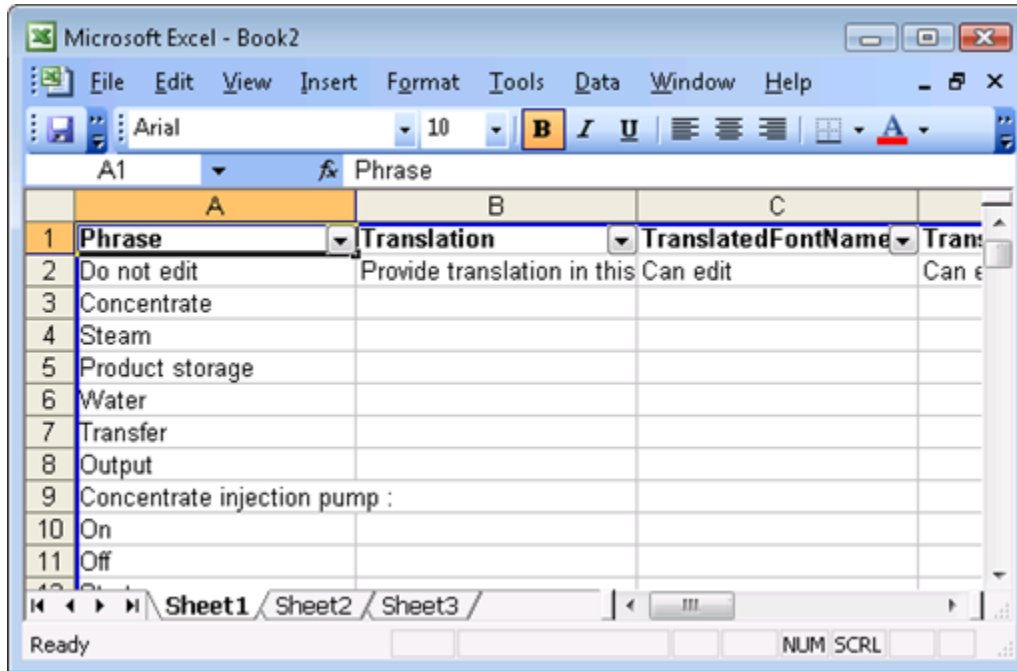 Microsoft Excel - Book2
File Edit View Insert Format Tools Data Window Help
Arial 10 B I U A
A1 fx Phrase
A B C
1 Phrase Translation TranslatedFontName
2 Do not edit Provide translation in this Can edit
3 Concentrate
4 Steam
5 Product storage
6 Water
7 Transfer
8 Output
9 Concentrate injection pump :
10 On
11 Off
Sheet1 Sheet2 Sheet3
Ready NUM SCRL